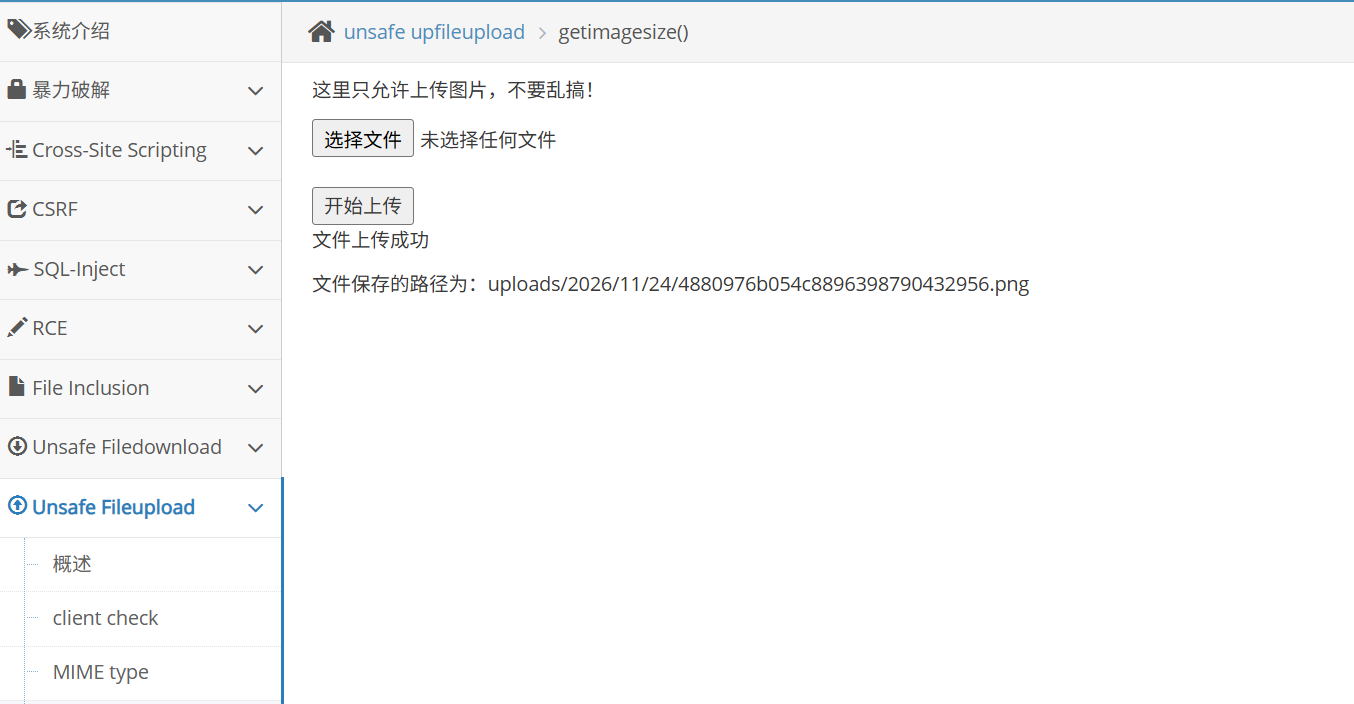 系统介绍
暴力破解
Cross-Site Scripting
CSRF
SQL-Inject
RCE
File Inclusion
Unsafe Filedownload
Unsafe Fileupload
概述
client check
MIME type
unsafe upfileupload > getimagesize()
这里只允许上传图片，不要乱搞！
选择文件 未选择任何文件
开始上传
文件上传成功
文件保存的路径为：uploads/2026/11/24/4880976b054c8896398790432956.png